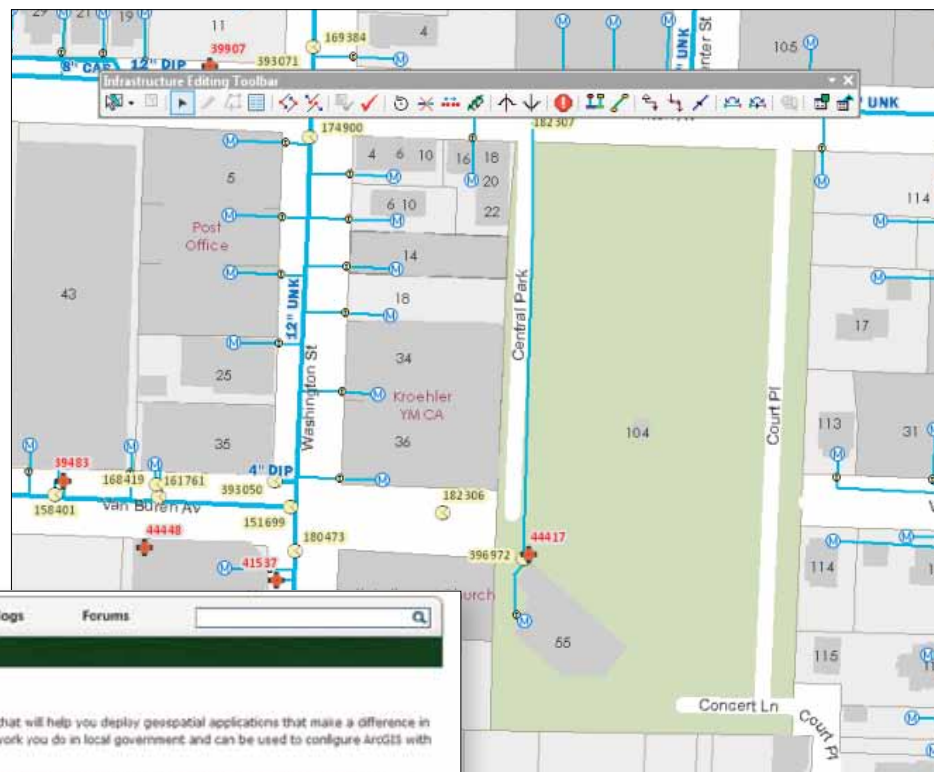 29
21
19
11
4
169384
39907
393071
8" CAS
12" DIP
UNK
105
Infrastructure Editing Toolbar
UNK
174900
182307
5
4 6 10
16 18
20
6 10
22
114
Post
Office
14
43
18
12" UNK
Central Park
17
34
25
Washington St
Kroehler
YMCA
Court Pl
104
113
31
35
36
4" DIP
39483
168419
161761
393050
182306
158401
Van Buren Av
151699
44448
180473
44417
41537
396972
114
55
115
Concert Ln
Court Pl
Forums
that will help you deploy geospatial applications that make a difference in
work you do in local government and can be used to configure ArcGIS with